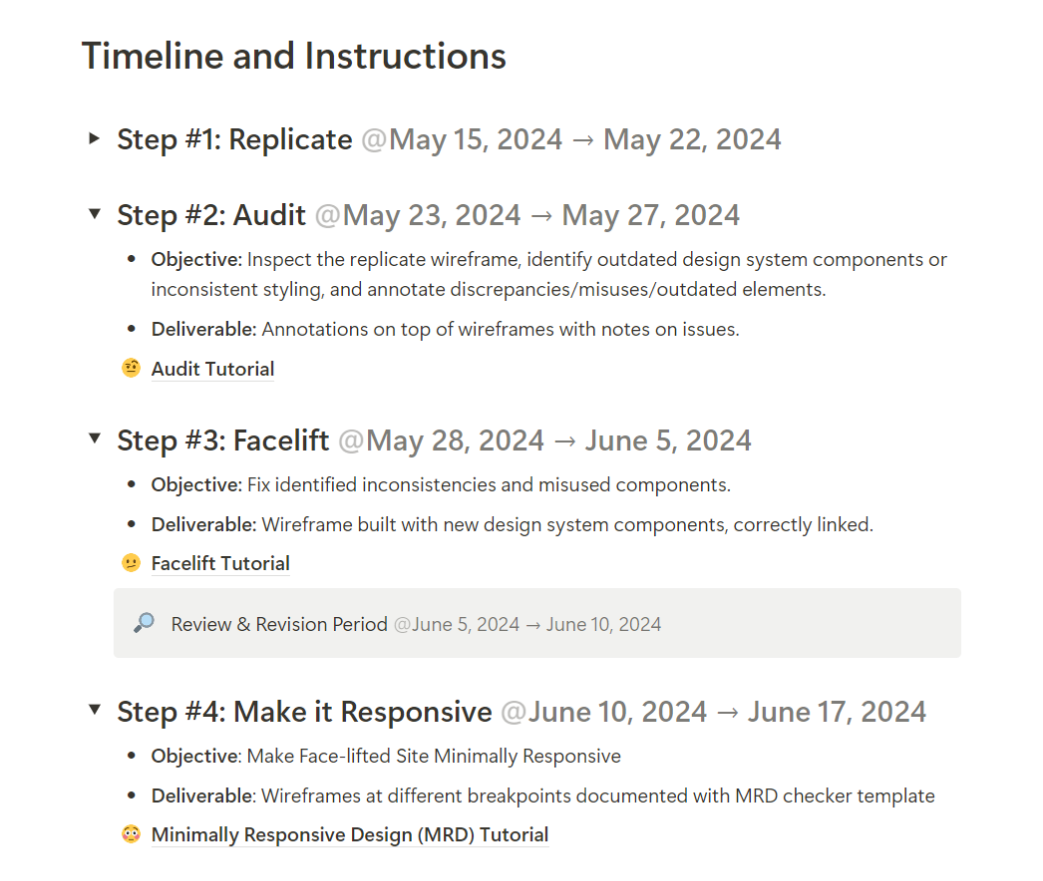 Timeline and Instructions
Step #1: Replicate @May 15, 2024 → May 22, 2024
Step #2: Audit @May 23, 2024 → May 27, 2024
Objective: Inspect the replicate wireframe, identify outdated design system components or
inconsistent styling, and annotate discrepancies/misuses/outdated elements.
Deliverable: Annotations on top of wireframes with notes on issues.
Audit Tutorial
Step #3: Facelift @May 28, 2024 → June 5, 2024
Objective: Fix identified inconsistencies and misused components.
Deliverable: Wireframe built with new design system components, correctly linked.
Facelift Tutorial
Review & Revision Period @June 5, 2024 → June 10, 2024
Step #4: Make it Responsive @June 10, 2024 → June 17, 2024
Objective: Make Face-lifted Site Minimally Responsive
Deliverable: Wireframes at different breakpoints documented with MRD checker template
Minimally Responsive Design (MRD) Tutorial